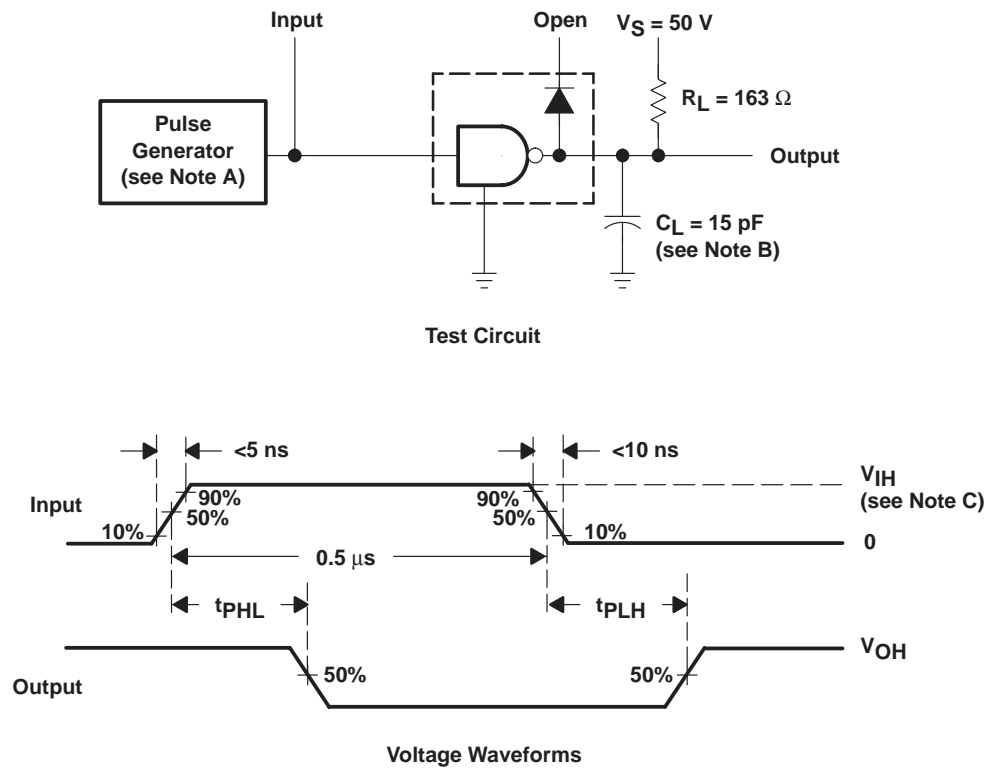 Input
Open
VS = 50 V
RL = 163 Ω
Pulse
Generator
(see Note A)
Output
CL = 15 pF
(see Note B)
Test Circuit
<5 ns
<10 ns
VIH
(see Note C)
Input
90%
50%
10%
90%
50%
10%
0
0.5 μs
tPHL
tPLH
VOH
Output
50%
50%
Voltage Waveforms